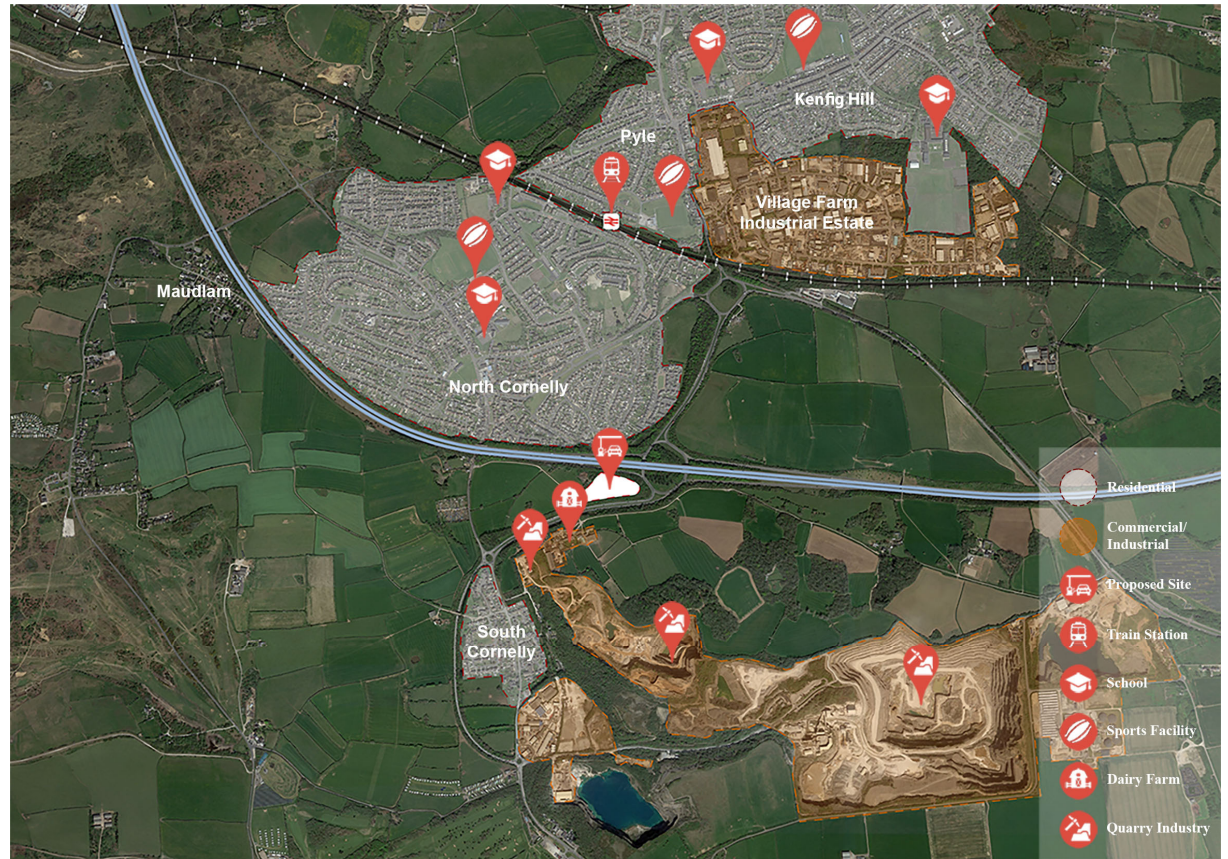 Kenfig Hill
Pyle
Village Farm
Industrial Estate
Maudlam
North Cornelly
South
Cornelly
Residential
Commercial/
Industrial
Proposed Site
Train Station
School
Sports Facility
Dairy Farm
Quarry Industry